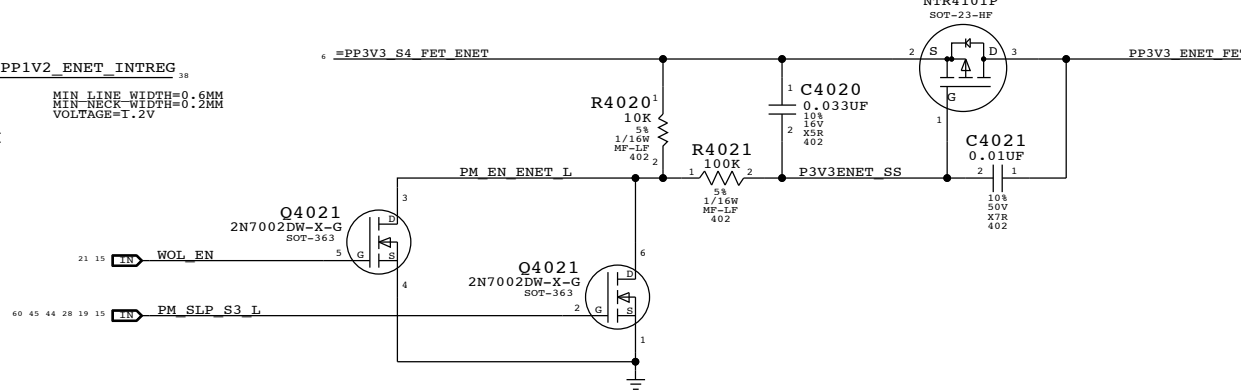 NTR4101P
SOT-23-HF
6 =PP3V3_S4_FET_ENET
2 S D 3
PP3V3_ENET_FET
PP1V2_ENET_INTREG
38
MIN_LINE_WIDTH=0.6MM
MIN_NECK_WIDTH=0.2MM
VOLTAGE=1.2V
G
1
R4020
10K
5%
1/16W
MF-LF
402
1
2
1
2
C4020
0.033UF
10%
16V
X5R
402
R4021
100K
1 2
5%
1/16W
MF-LF
402
C4021
0.01UF
2 1
10%
50V
X7R
402
PM_EN_ENET_L
P3V3ENET_SS
3
Q4021
2N7002DW-X-G
SOT-363
D
5 G S
4
21 15 IN WOL_EN
6
Q4021
2N7002DW-X-G
SOT-363
D
2 G S
1
60 45 44 28 19 15 IN PM_SLP_S3_L